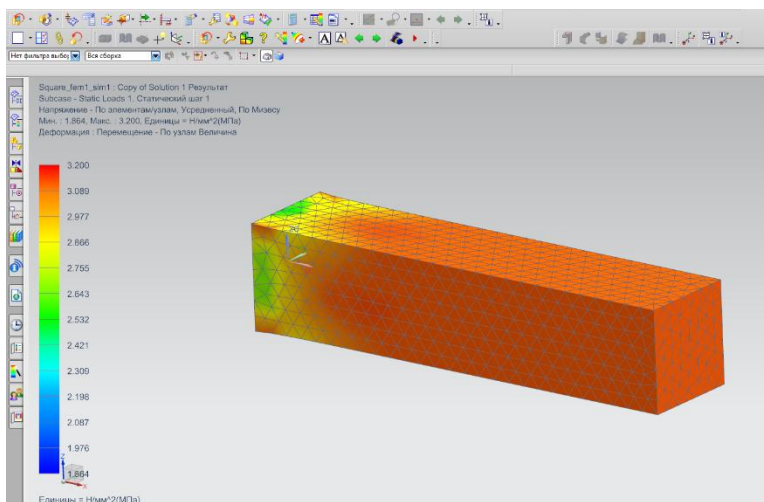 Нет фильтра выбор
Вся сборка
Square_fem1_sim1 : Copy of Solution 1 Результат
Subcase - Static Loads 1, Статический шаг 1
Напряжение - По элементам/узлам, Усредненный, По Мизесу
Мин. : 1.864, Макс. : 3.200, Единицы = Н/мм^2(МПа)
Деформация : Перемещение - По узлам Величина
3.200
3.089
2.977
2.866
2.755
2.643
2.532
2.421
2.309
2.198
2.087
1.976
1.864
Z
X
Единицы = Н/мм^2(МПа)